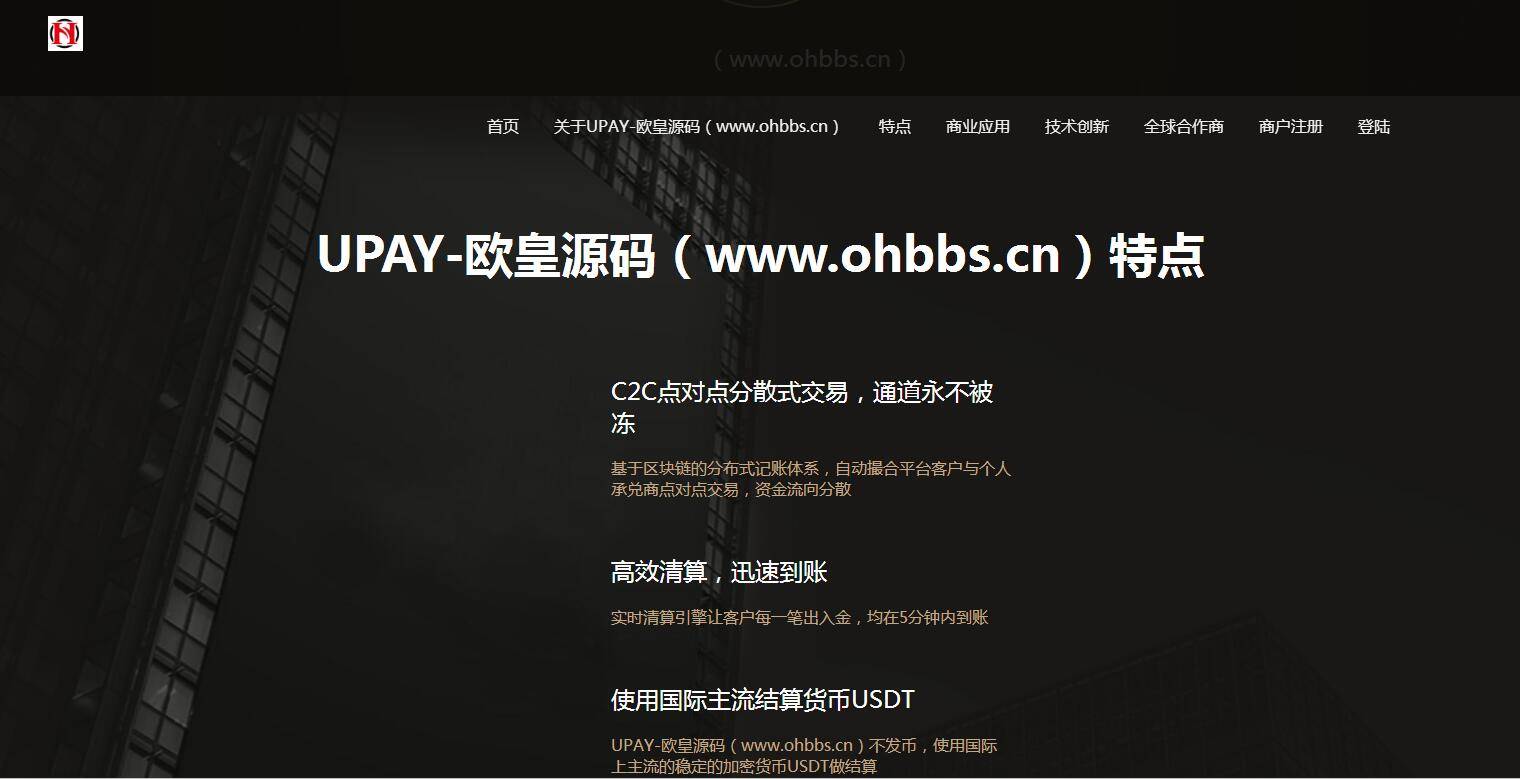 （www.ohbbs.cn）
首页 关于UPAY-欧皇源码（www.ohbbs.cn） 特点 商业应用 技术创新 全球合作商 商户注册 登陆
UPAY-欧皇源码（www.ohbbs.cn）特点
C2C点对点分散式交易，通道永不被
冻
基于区块链的分布式记账体系，自动撮合平台客户与个人
承兑商点对点交易，资金流向分散
高效清算，迅速到账
实时清算引擎让客户每一笔出入金，均在5分钟内到账
使用国际主流结算货币USDT
UPAY-欧皇源码（www.ohbbs.cn）不发币，使用国际
上主流的稳定的加密货币USDT做结算